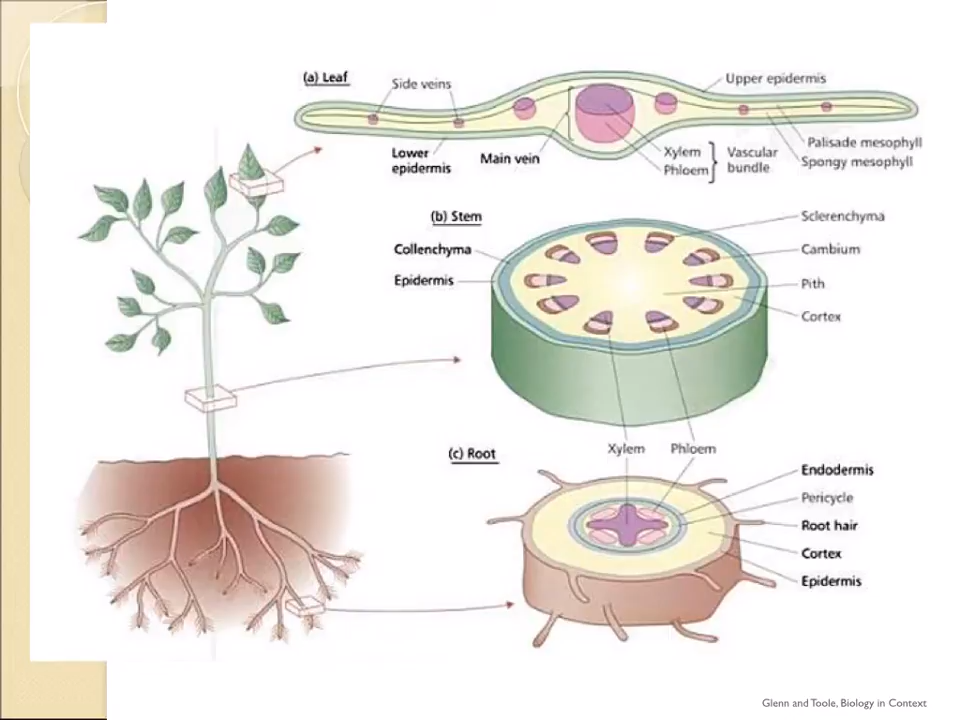 (a) Leaf
Side veins
Upper epidermis
Lower
epidermis
Main vein
Xylem
Phloem
Vascular
bundle
Palisade mesophyll
Spongy mesophyll
(b) Stem
Collenchyma
Epidermis
Sclerenchyma
Cambium
Pith
Cortex
Xylem
Phloem
(c) Root
Endodermis
Pericycle
Root hair
Cortex
Epidermis
Glenn and Toole, Biology in Context